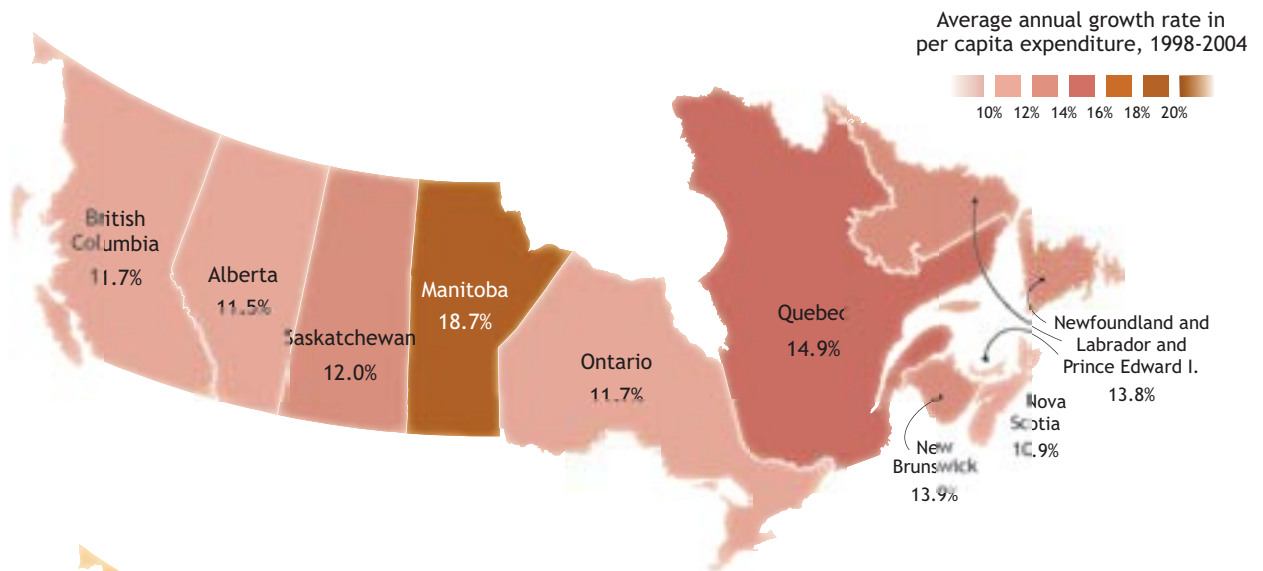 Average annual growth rate in
per capita expenditure, 1998-2004
10% 12% 14% 16% 18% 20%
British
Columbia
11.7%
Alberta
11.5%
Saskatchewan
12.0%
Manitoba
18.7%
Ontario
11.7%
Quebec
14.9%
Newfoundland and
Labrador and
Prince Edward I.
13.8%
Nova
Scotia
10.9%
New
Brunswick
13.9%